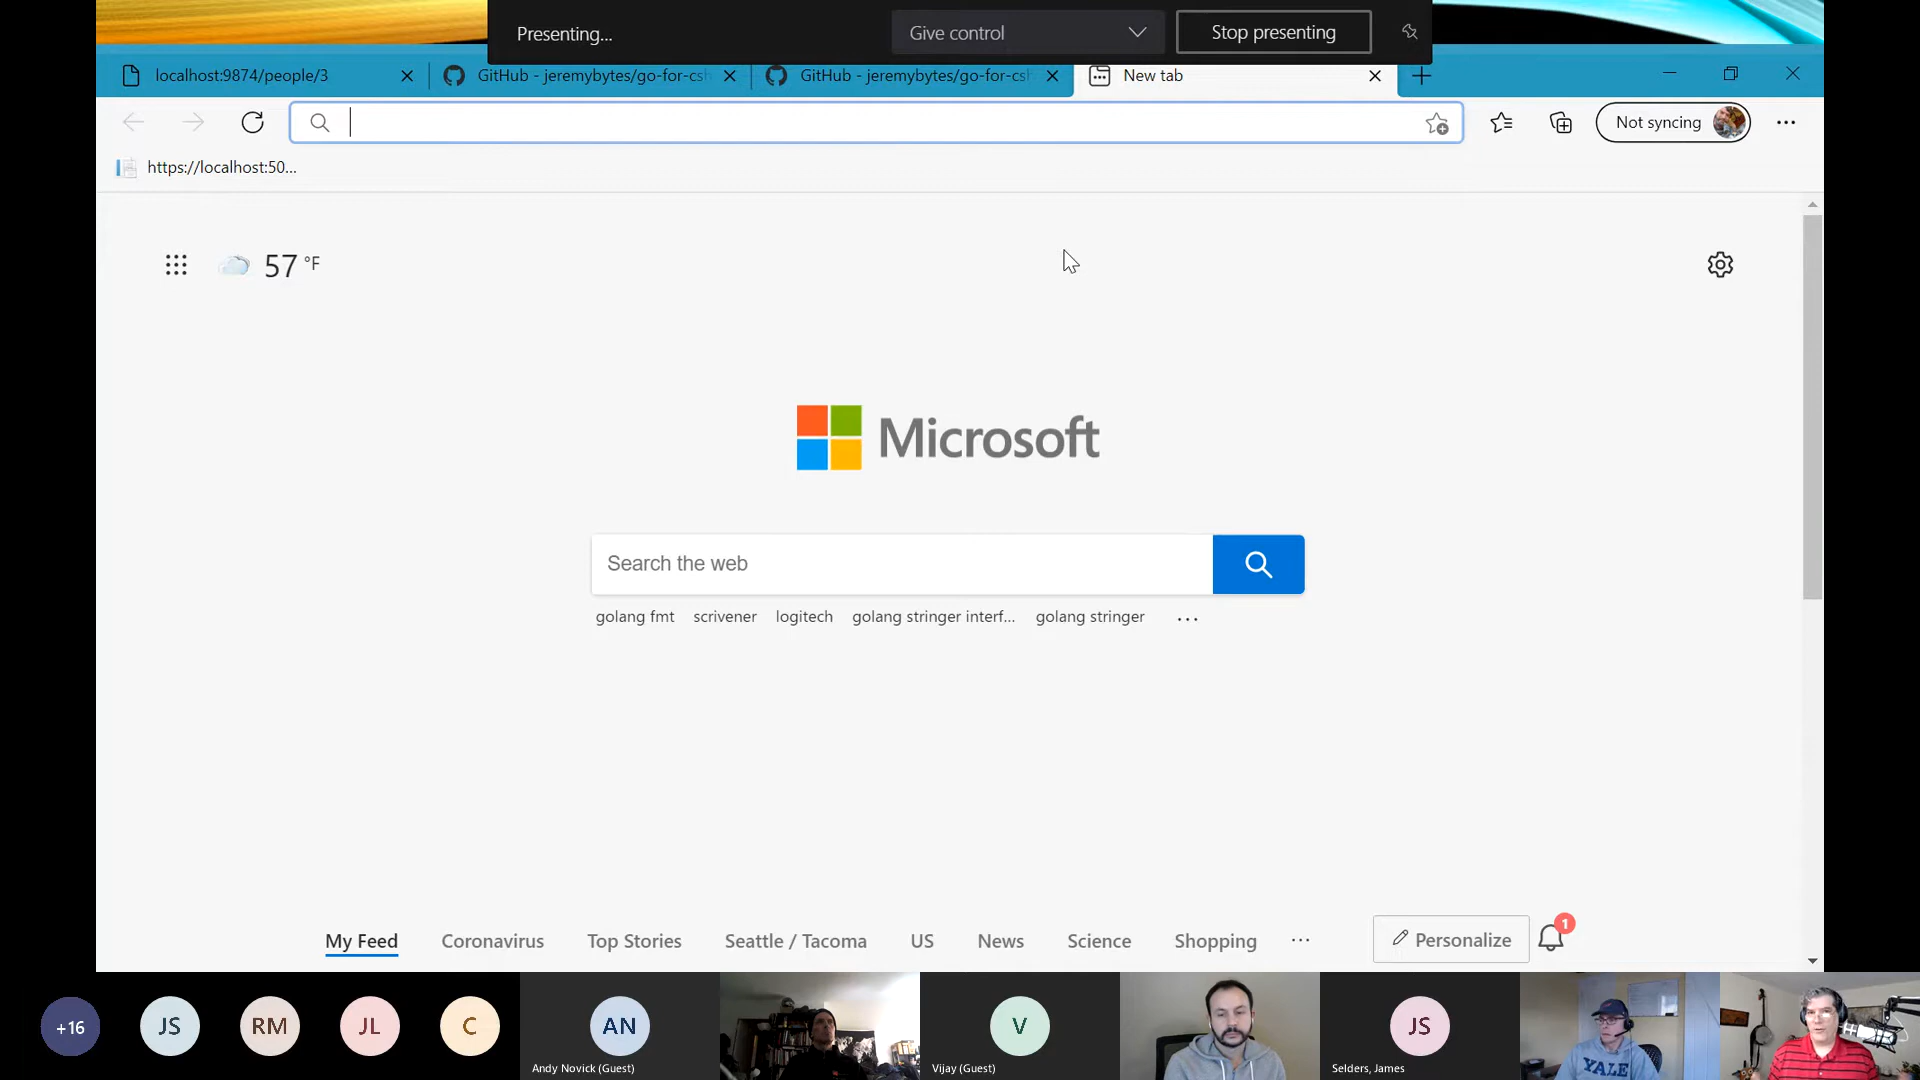 Presenting...
Give control
Stop presenting
localhost:9874/people/3
GitHub - jeremybytes/go-for-csh
GitHub - jeremybytes/go-for-csh
New tab
Not syncing
https://localhost:50...
57 °F
Microsoft
Search the web
golang fmt
scrivener
logitech
golang stringer interf...
golang stringer
...
My Feed
Coronavirus
Top Stories
Seattle / Tacoma
US
News
Science
Shopping
...
Personalize
1
+16
JS
RM
JL
C
AN
Andy Novick (Guest)
V
Vijay (Guest)
JS
Selders, James
YALE